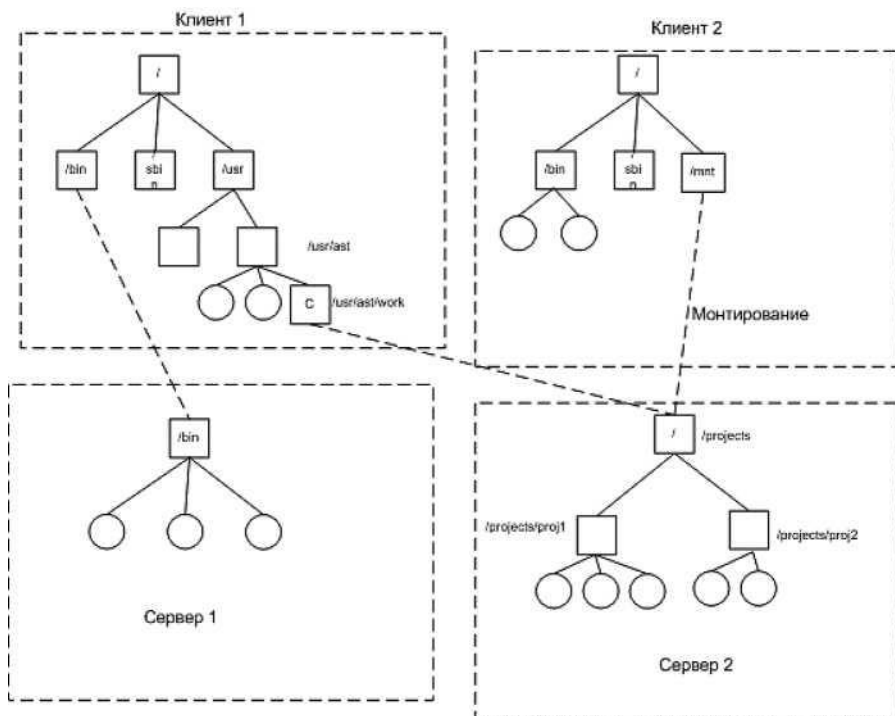 Клиент 1
/
/bin
sbi
n
/usr
/usr/ast
C
/usr/ast/work
Клиент 2
/
/bin
sbi
n
/mnt
Монтирование
/bin
Сервер 1
/
/projects
/projects/proj1
/projects/proj2
Сервер 2